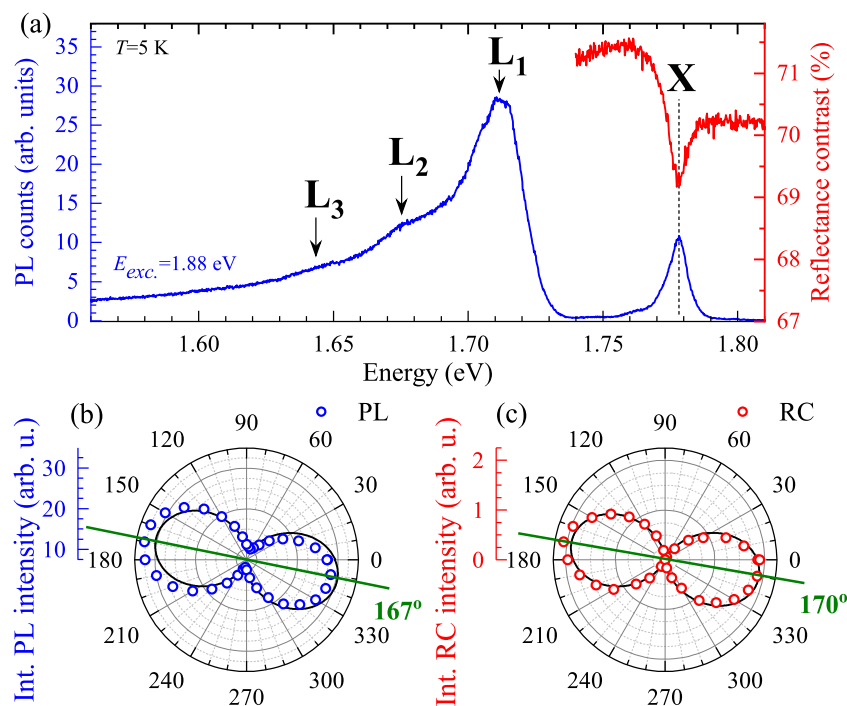 (a)
T=5 K
L1
X
L2
L3
Eexc.=1.88 eV
PL counts (arb. units)
35
30
25
20
15
10
5
0
Reflectance contrast (%)
71
70
69
68
67
1.60 1.65 1.70 1.75 1.80
Energy (eV)
(b)
PL
Int. PL intensity (arb. u.)
30
20
10
90
120 60
150 30
180 0
167º
210 330
240 300
270
(c)
RC
Int. RC intensity (arb. u.)
2
1
1
0
90
120 60
150 30
180 0
170º
210 330
240 300
270